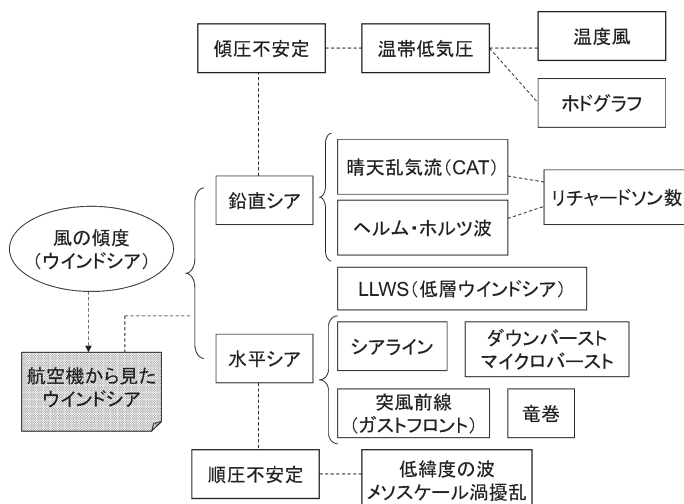 傾圧不安定
温帯低気圧
温度風
ホドグラフ
晴天乱気流(CAT)
鉛直シア
リチャードソン数
ヘルム・ホルツ波
風の傾度
(ウインドシア)
LLWS(低層ウインドシア)
航空機から見た
ウインドシア
水平シア
シアライン
ダウンバースト
マイクロバースト
突風前線
(ガストフロント)
竜巻
順圧不安定
低緯度の波
メソスケール渦擾乱